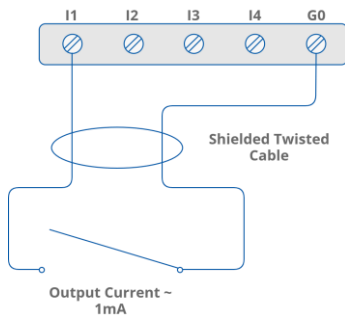 I1 I2 I3 I4 G0
Shielded Twisted
Cable
Output Current ~
1mA